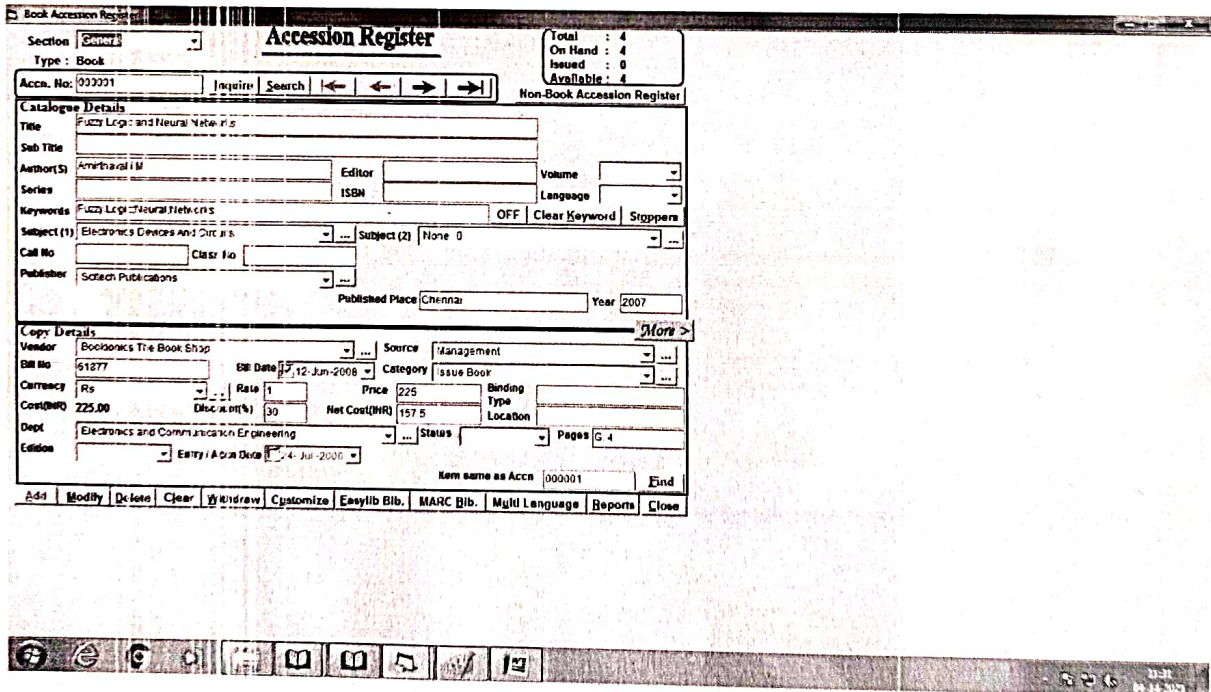 Book Accession Register
Section General
Accession Register
Total : 4
On Hand : 4
Issued : 0
Available : 4
Type : Book
Accn. No: 000001 Inquire Search
Non-Book Accession Register
Catalogue Details
Title Fuzzy Logic and Neural Networks
Sub Title
Author(S) Amirthavalli M Editor Volume
Series ISBN Language
Keywords Fuzzy Logic;Neural;Networks OFF Clear Keyword Stoppers
Subject (1) Electronics Devices And Circuits ... Subject (2) None 0 ...
Call No Class No
Publisher Scitech Publications ...
Published Place Chennai Year 2007
More >
Copy Details
Vendor Bookionics The Book Shop ... Source Management ...
Bill No 61877 Bill Date 12-Jun-2008 Category Issue Book ...
Currency Rs ... Rate 1 Price 225 Binding Type
Cost(INR) 225.00 Discount(%) 30 Net Cost(INR) 157.5 Location
Dept Electronics and Communication Engineering ... Status Pages G. 4
Edition Entry / Accn Date
Item same as Accn 000001 Find
Add Modify Delete Clear Withdraw Customize Easylib Bib. MARC Bib. Multi Language Reports Close